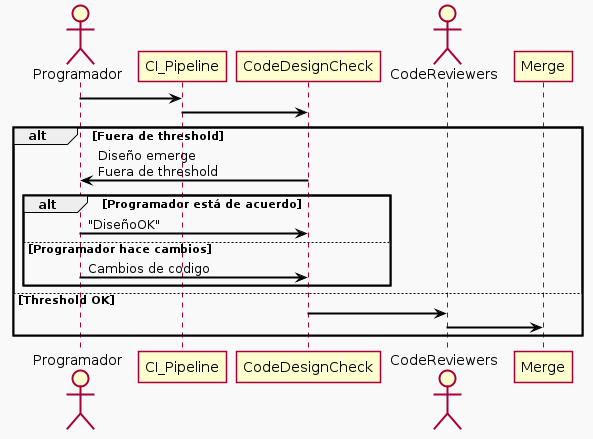 Programador
CI_Pipeline
CodeDesignCheck
CodeReviewers
Merge
alt
[Fuera de threshold]
Diseño emerge
Fuera de threshold
alt
[Programador está de acuerdo]
"DiseñoOK"
[Programador hace cambios]
Cambios de codigo
[Threshold OK]
Programador
CI_Pipeline
CodeDesignCheck
CodeReviewers
Merge